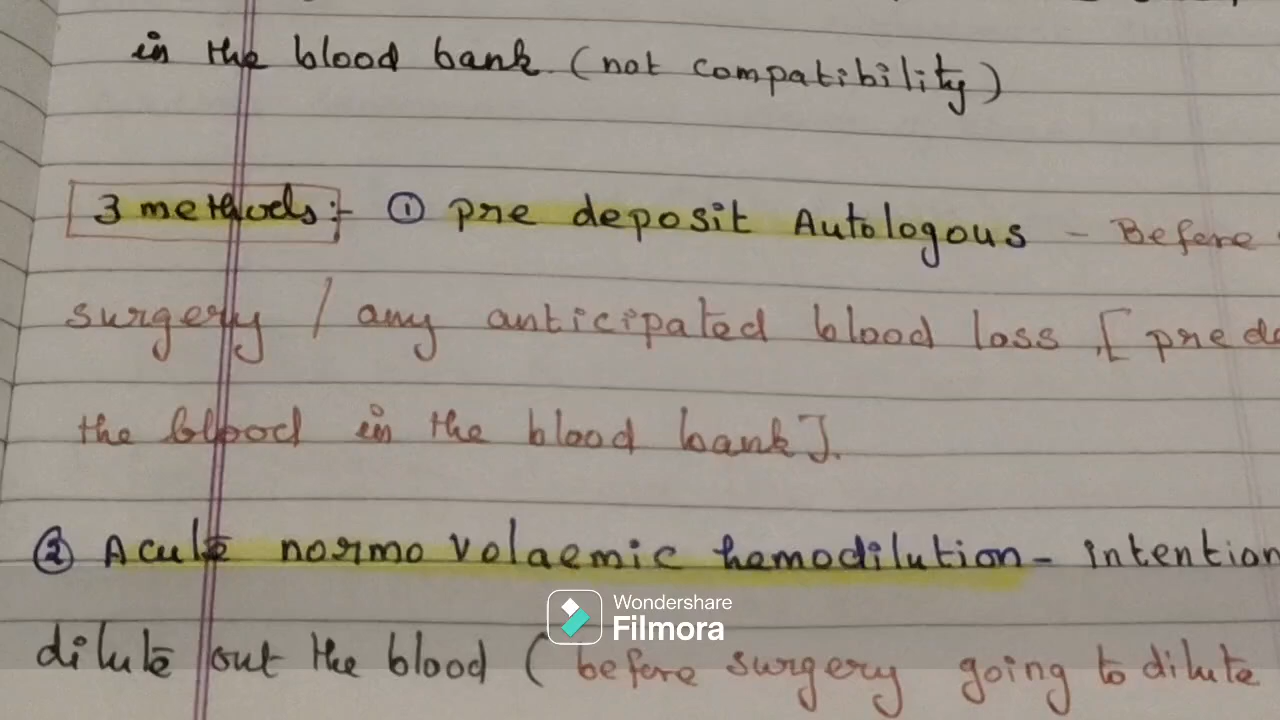 in the blood bank (not compatibility)
3 methods:- ① pre deposit Autologous - Before
surgery / any anticipated blood loss, [pre de
the blood in the blood bank].
② Acute normo volaemic hemodilution - intention
dilute out the blood (before surgery going to dilute
Wondershare
Filmora